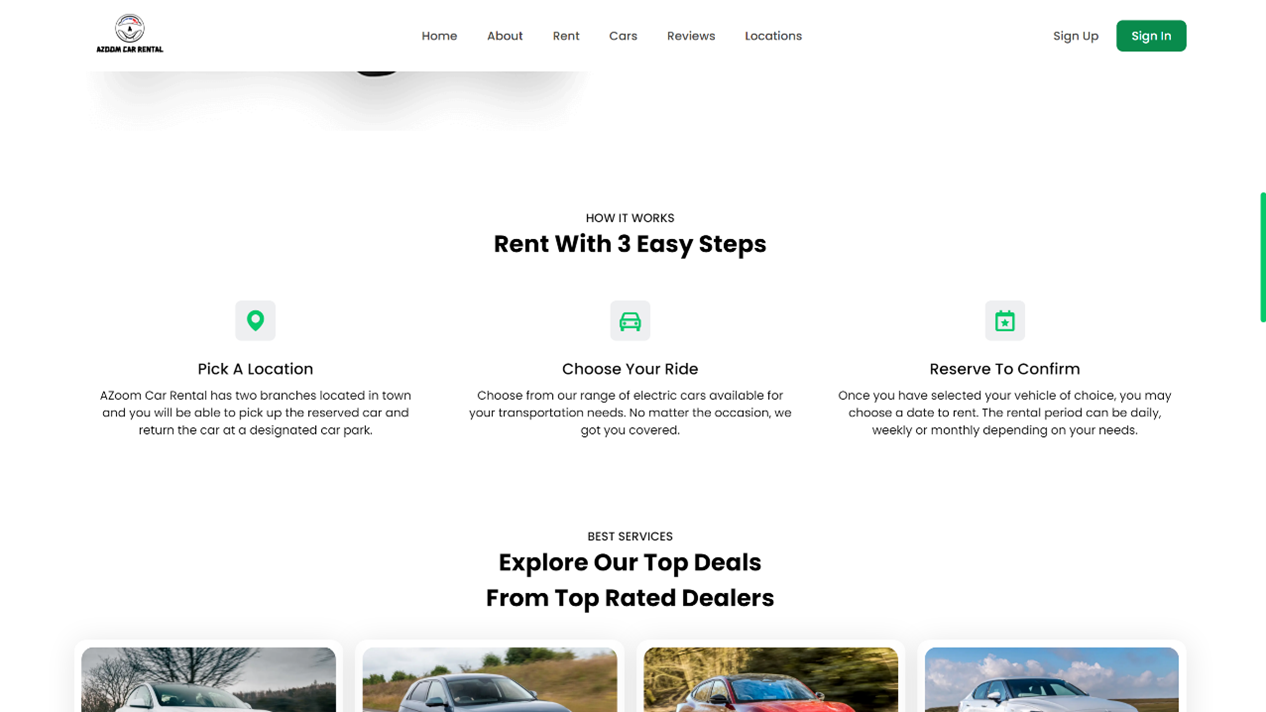 AZOOM CAR RENTAL
Home About Rent Cars Reviews Locations Sign Up Sign In
HOW IT WORKS
Rent With 3 Easy Steps
Pick A Location
AZoom Car Rental has two branches located in town
and you will be able to pick up the reserved car and
return the car at a designated car park.
Choose Your Ride
Choose from our range of electric cars available for
your transportation needs. No matter the occasion, we
got you covered.
Reserve To Confirm
Once you have selected your vehicle of choice, you may
choose a date to rent. The rental period can be daily,
weekly or monthly depending on your needs.
BEST SERVICES
Explore Our Top Deals
From Top Rated Dealers